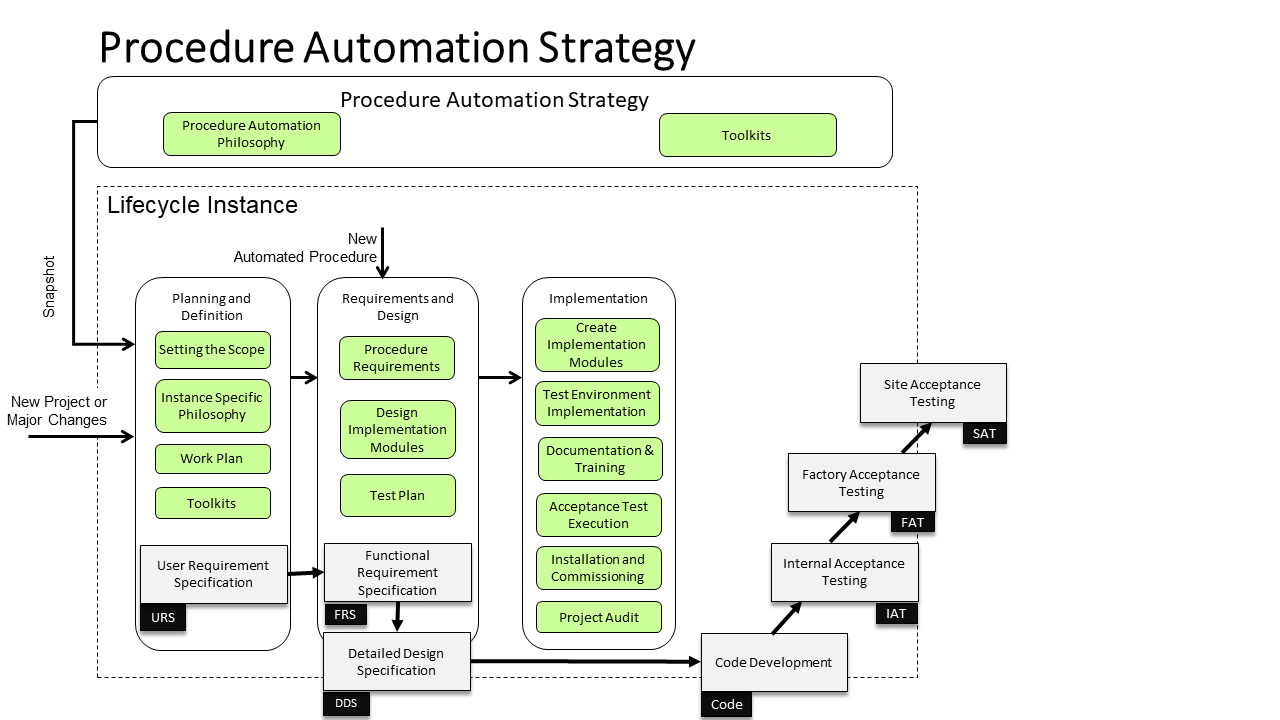 Procedure Automation Strategy
Procedure Automation Strategy
Procedure Automation
Philosophy
Toolkits
Lifecycle Instance
Snapshot
New
Automated Procedure
New Project or
Major Changes
Planning and
Definition
Setting the Scope
Instance Specific
Philosophy
Work Plan
Toolkits
User Requirement
Specification
URS
Requirements and
Design
Procedure
Requirements
Design
Implementation
Modules
Test Plan
Functional
Requirement
Specification
FRS
Detailed Design
Specification
DDS
Implementation
Create
Implementation
Modules
Test Environment
Implementation
Documentation &
Training
Acceptance Test
Execution
Installation and
Commissioning
Project Audit
Code Development
Code
Internal Acceptance
Testing
IAT
Factory Acceptance
Testing
FAT
Site Acceptance
Testing
SAT